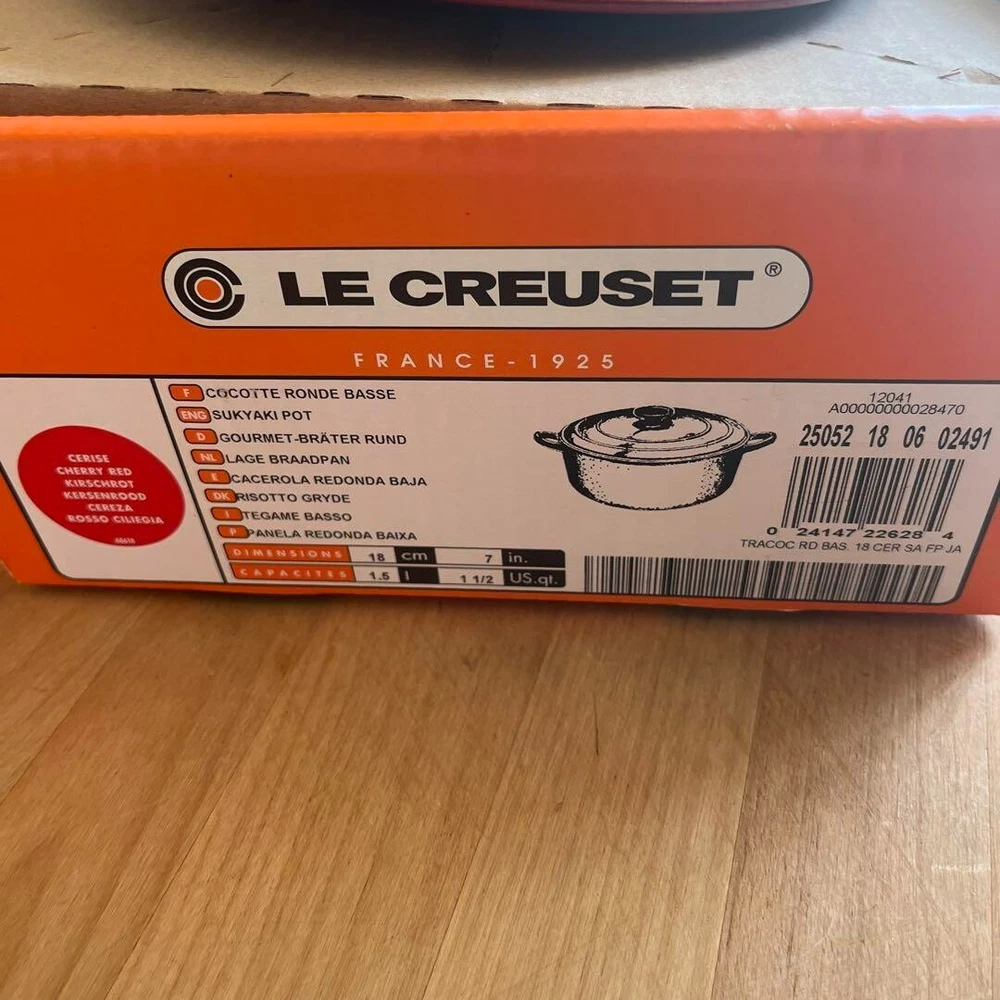 LE CREUSET ®
FRANCE-1925
CERISE
CHERRY RED
KIRSCHROT
KERSENROOD
CEREZA
ROSSO CILIEGIA
F COCOTTE RONDE BASSE
ENG SUKYAKI POT
D GOURMET-BRÄTER RUND
NL LAGE BRAADPAN
E CACEROLA REDONDA BAJA
DK RISOTTO GRYDE
I TEGAME BASSO
P PANELA REDONDA BAIXA
DIMENSIONS 18 cm 7 in.
CAPACITES 1.5 l 1 1/2 US.qt.
12041
A00000000028470
25052 18 06 02491
0 24147 22628 4
TRACOC RD BAS. 18 CER SA FP JA